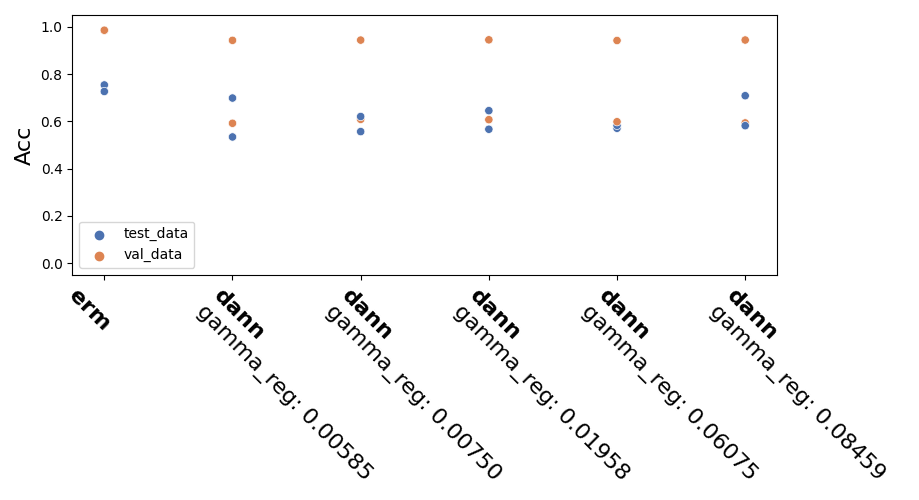 1.0
0.8
0.6
0.4
0.2
0.0
Acc
test_data
val_data
erm
dann
gamma_reg: 0.00585
dann
gamma_reg: 0.00750
dann
gamma_reg: 0.01958
dann
gamma_reg: 0.06075
dann
gamma_reg: 0.08459